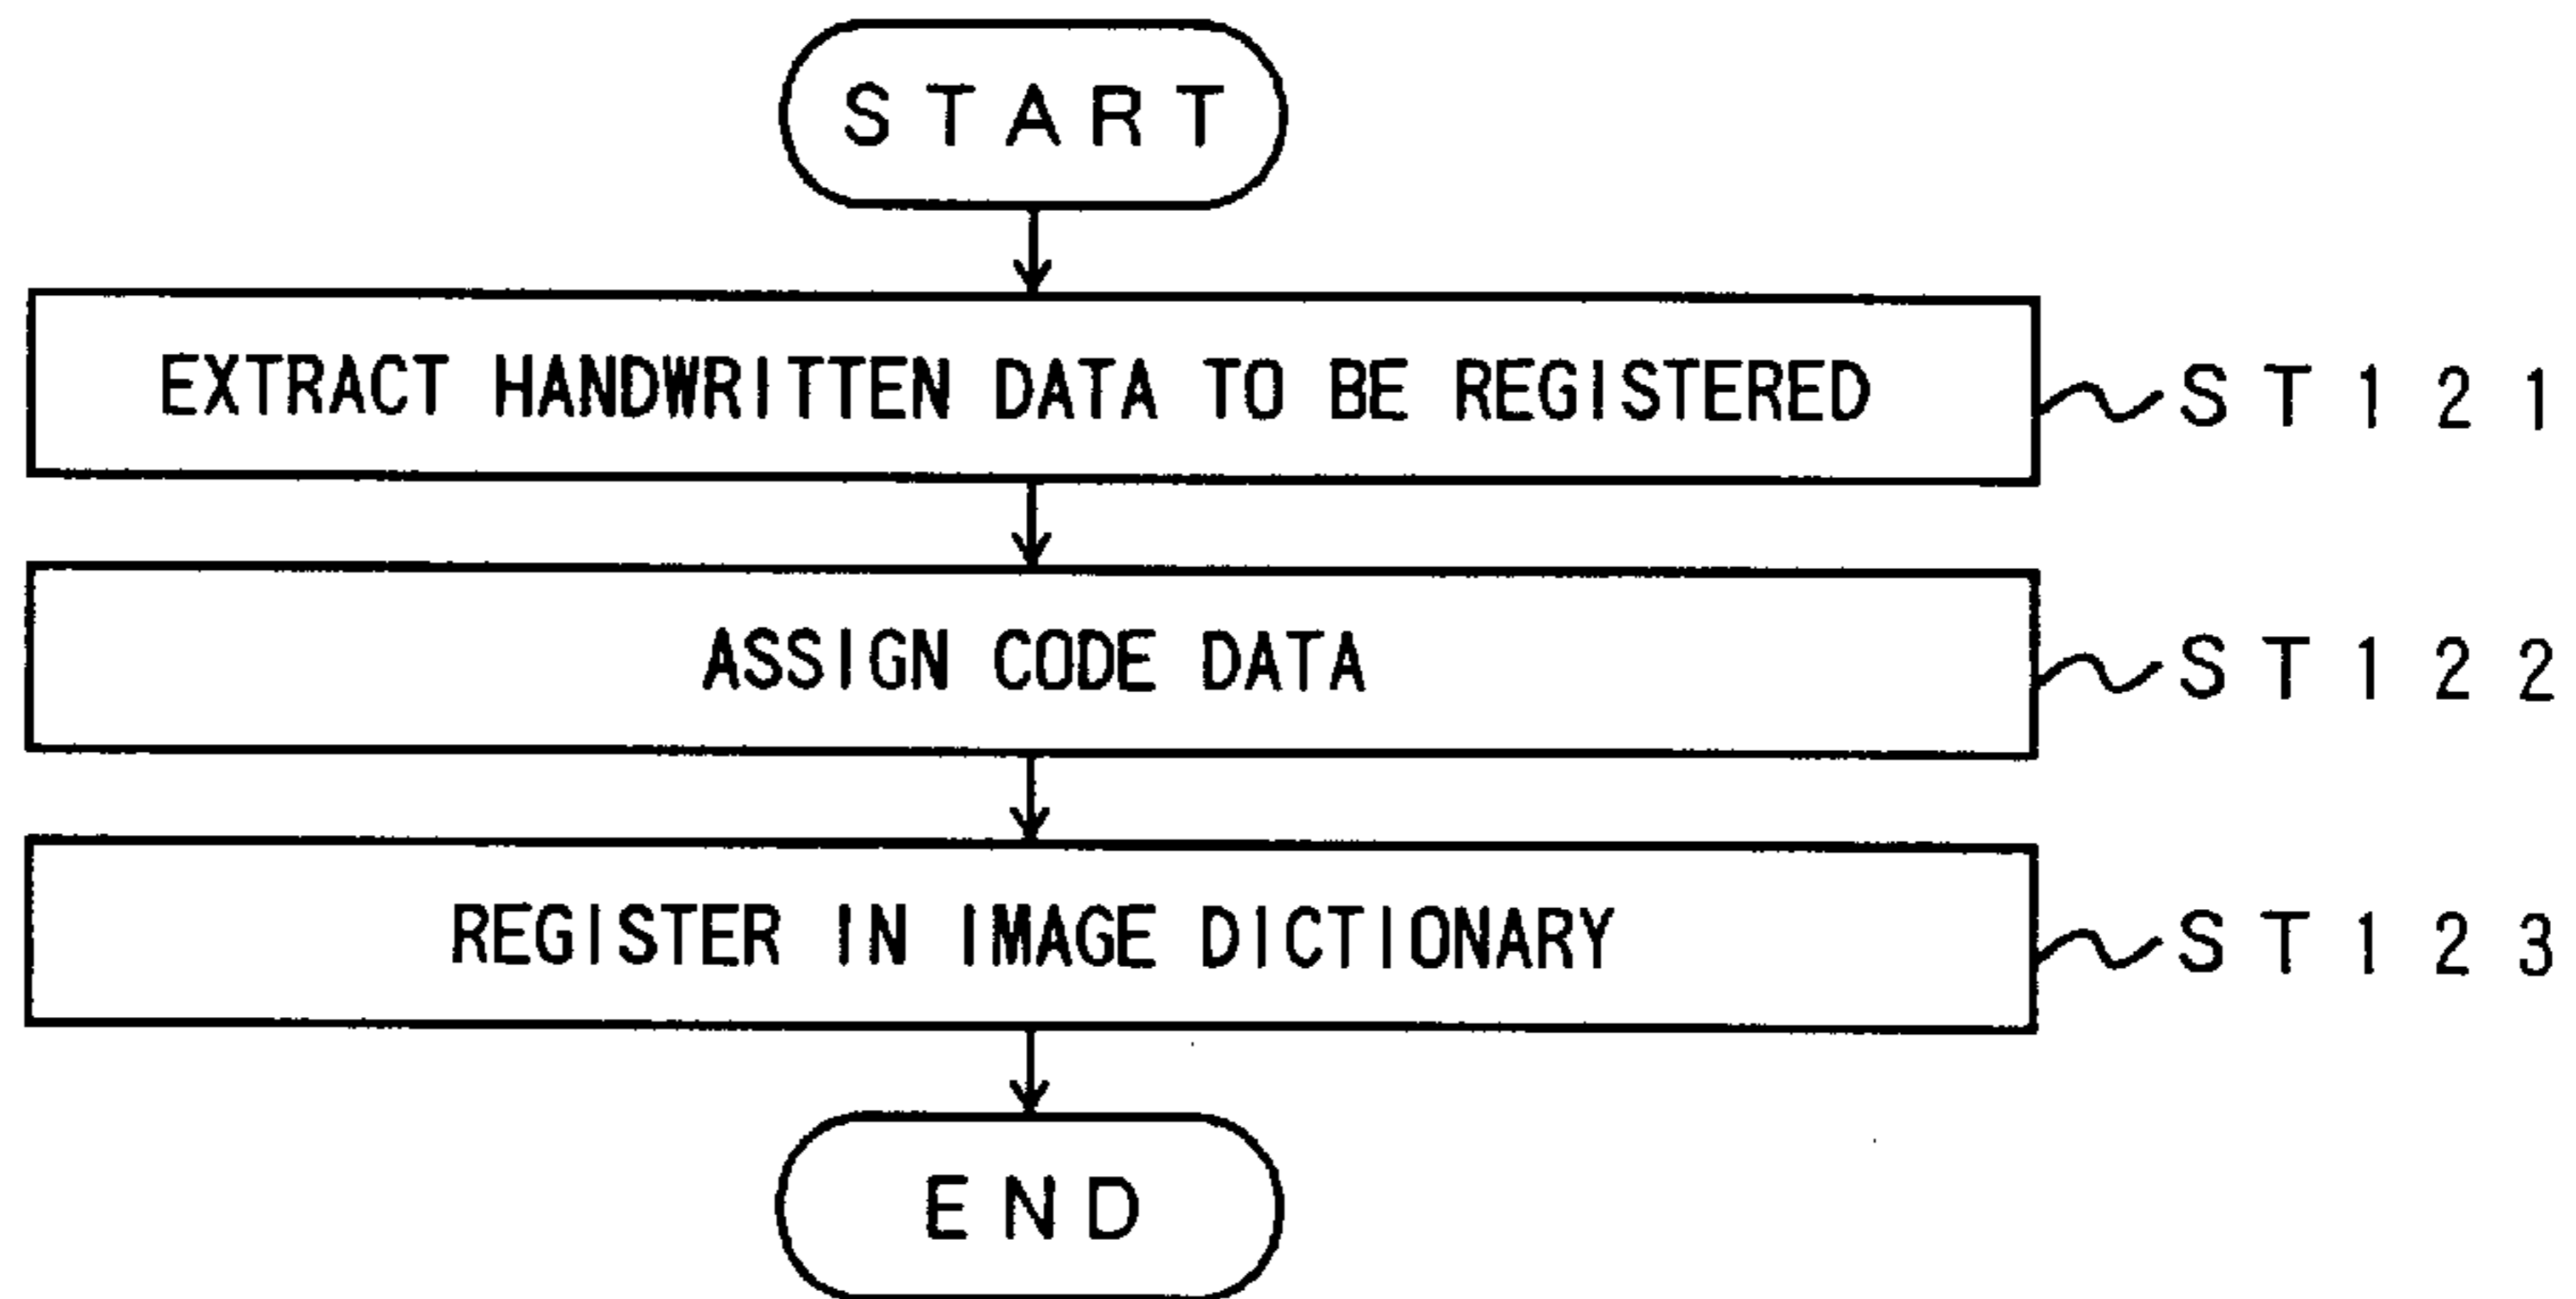 START
EXTRACT HANDWRITTEN DATA TO BE REGISTERED
ST121
ASSIGN CODE DATA
ST122
REGISTER IN IMAGE DICTIONARY
ST123
END